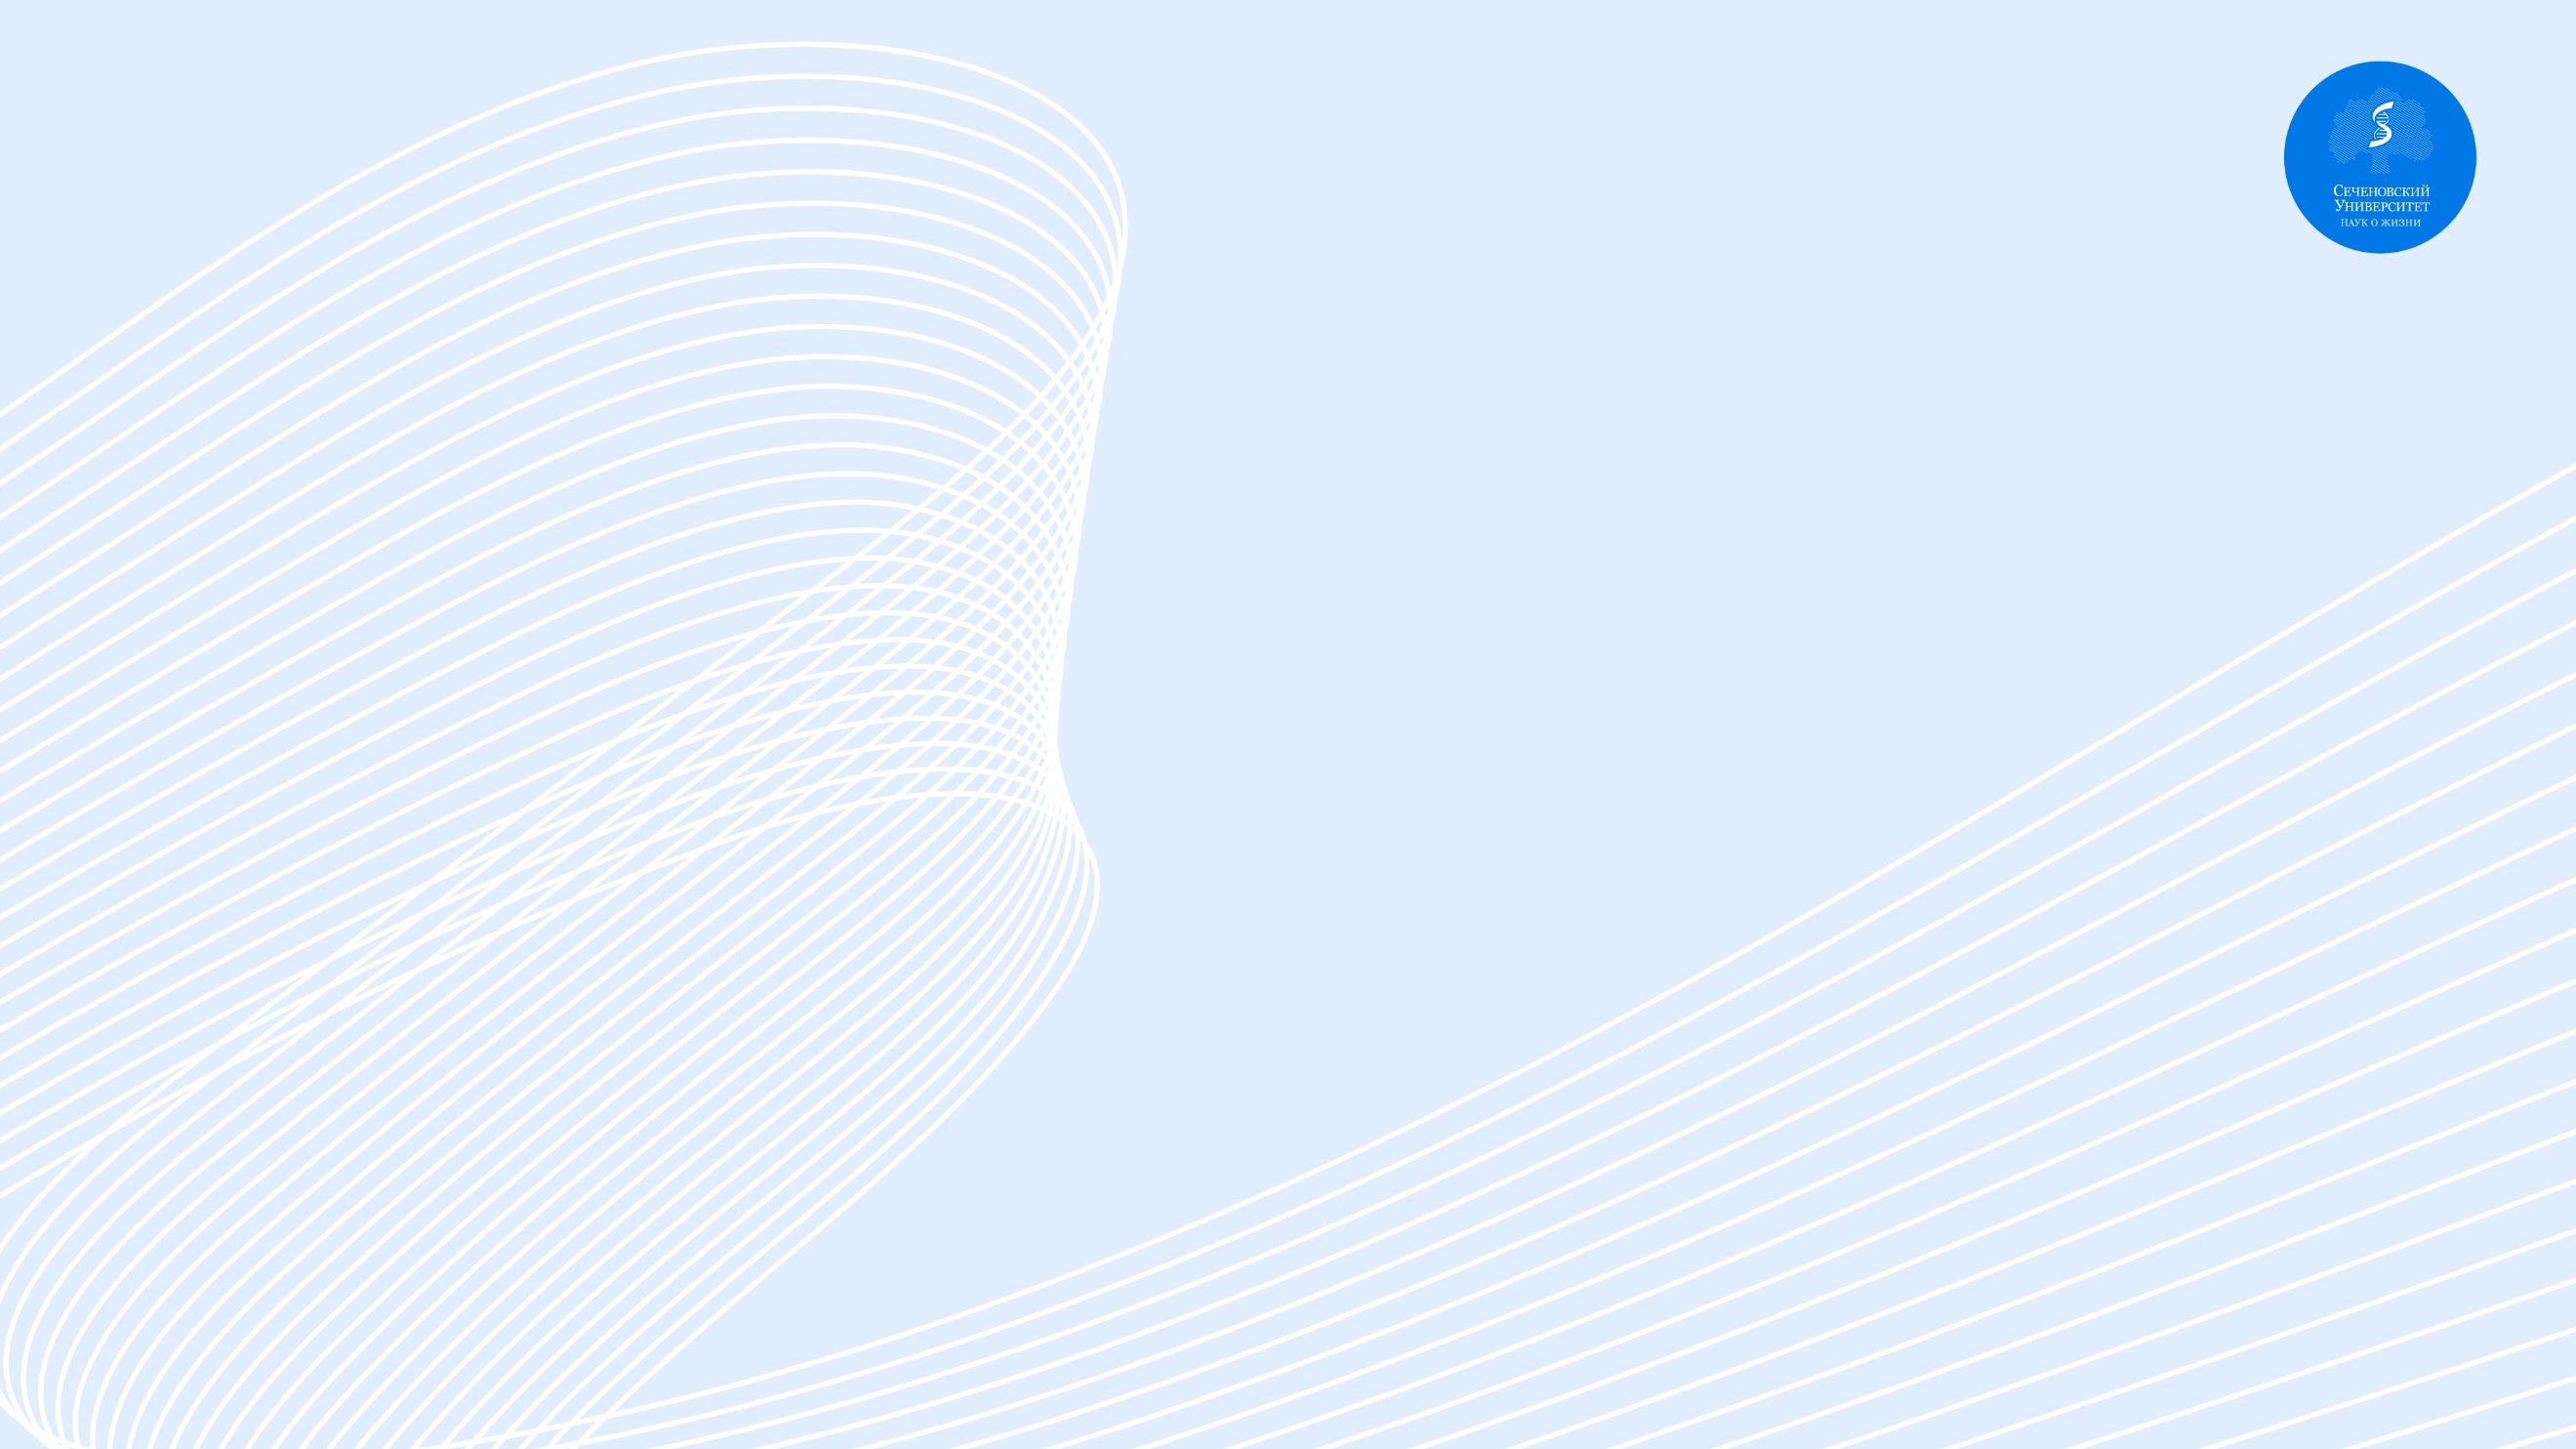 Сеченовский
Университет
наук о жизни